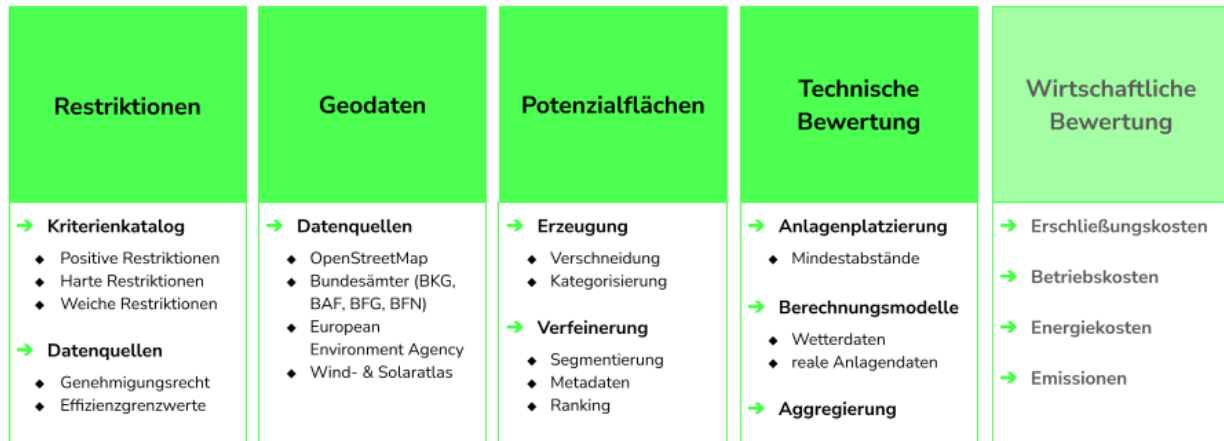 Restriktionen
Kriterienkatalog
Positive Restriktionen
Harte Restriktionen
Weiche Restriktionen
Datenquellen
Genehmigungsrecht
Effizienzgrenzwerte
Geodaten
Datenquellen
OpenStreetMap
Bundesämter (BKG,
BAF, BFG, BFN)
European
Environment Agency
Wind- & Solaratlas
Potenzialflächen
Erzeugung
Verschneidung
Kategorisierung
Verfeinerung
Segmentierung
Metadaten
Ranking
Technische
Bewertung
Anlagenplatzierung
Mindestabstände
Berechnungsmodelle
Wetterdaten
reale Anlagendaten
Aggregierung
Wirtschaftliche
Bewertung
Erschließungskosten
Betriebskosten
Energiekosten
Emissionen